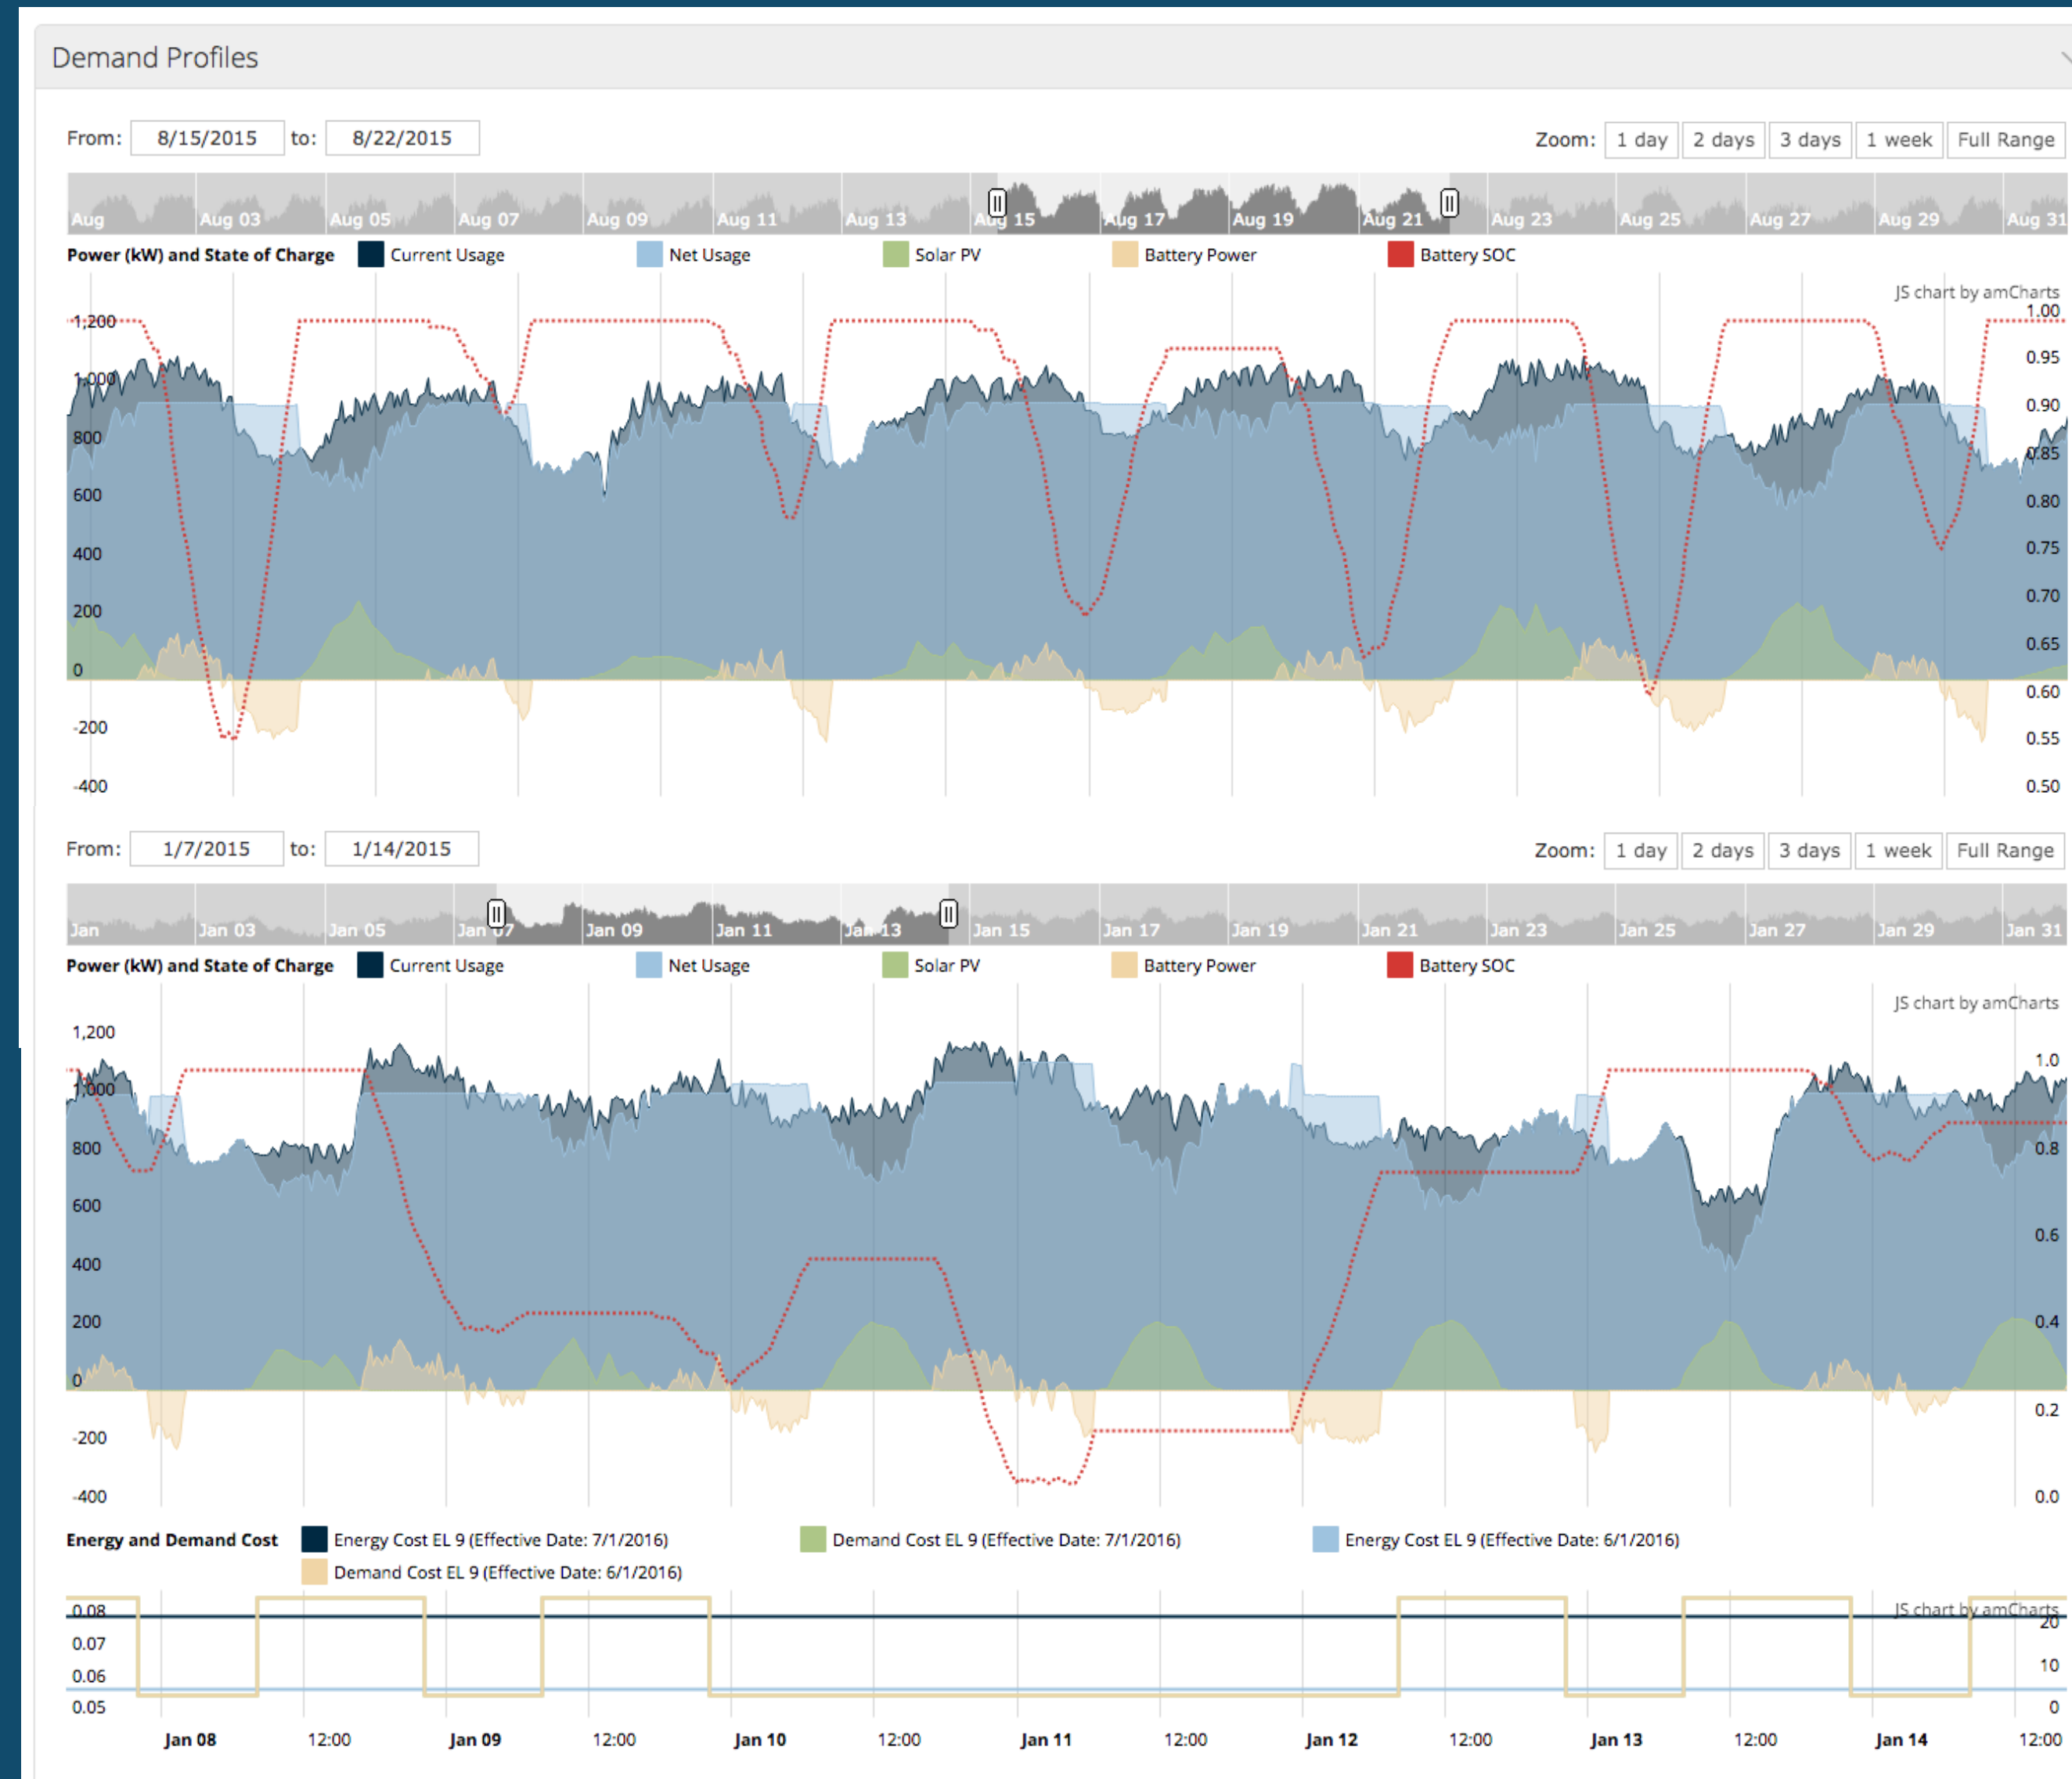 Demand Profiles
From: 8/15/2015 to: 8/22/2015 Zoom: 1 day 2 days 3 days 1 week Full Range
Aug Aug 03 Aug 05 Aug 07 Aug 09 Aug 11 Aug 13 Aug 15 Aug 17 Aug 19 Aug 21 Aug 23 Aug 25 Aug 27 Aug 29 Aug 31
Power (kW) and State of Charge Current Usage Net Usage Solar PV Battery Power Battery SOC
JS chart by amCharts
1,200 1.00
0.95
1,000
0.90
800
0.85
600 0.80
400 0.75
200 0.70
0 0.65
0.60
-200 0.55
-400 0.50
From: 1/7/2015 to: 1/14/2015 Zoom: 1 day 2 days 3 days 1 week Full Range
Jan Jan 03 Jan 05 Jan 07 Jan 09 Jan 11 Jan 13 Jan 15 Jan 17 Jan 19 Jan 21 Jan 23 Jan 25 Jan 27 Jan 29 Jan 31
Power (kW) and State of Charge Current Usage Net Usage Solar PV Battery Power Battery SOC
JS chart by amCharts
1,200
1.0
1,000
800 0.8
600
0.6
400
200 0.4
0
0.2
-200
-400 0.0
Energy and Demand Cost Energy Cost EL 9 (Effective Date: 7/1/2016) Demand Cost EL 9 (Effective Date: 7/1/2016) Energy Cost EL 9 (Effective Date: 6/1/2016)
Demand Cost EL 9 (Effective Date: 6/1/2016)
0.08 JS chart by amCharts
20
0.07
0.06 10
0.05 0
Jan 08 12:00 Jan 09 12:00 Jan 10 12:00 Jan 11 12:00 Jan 12 12:00 Jan 13 12:00 Jan 14 12:00